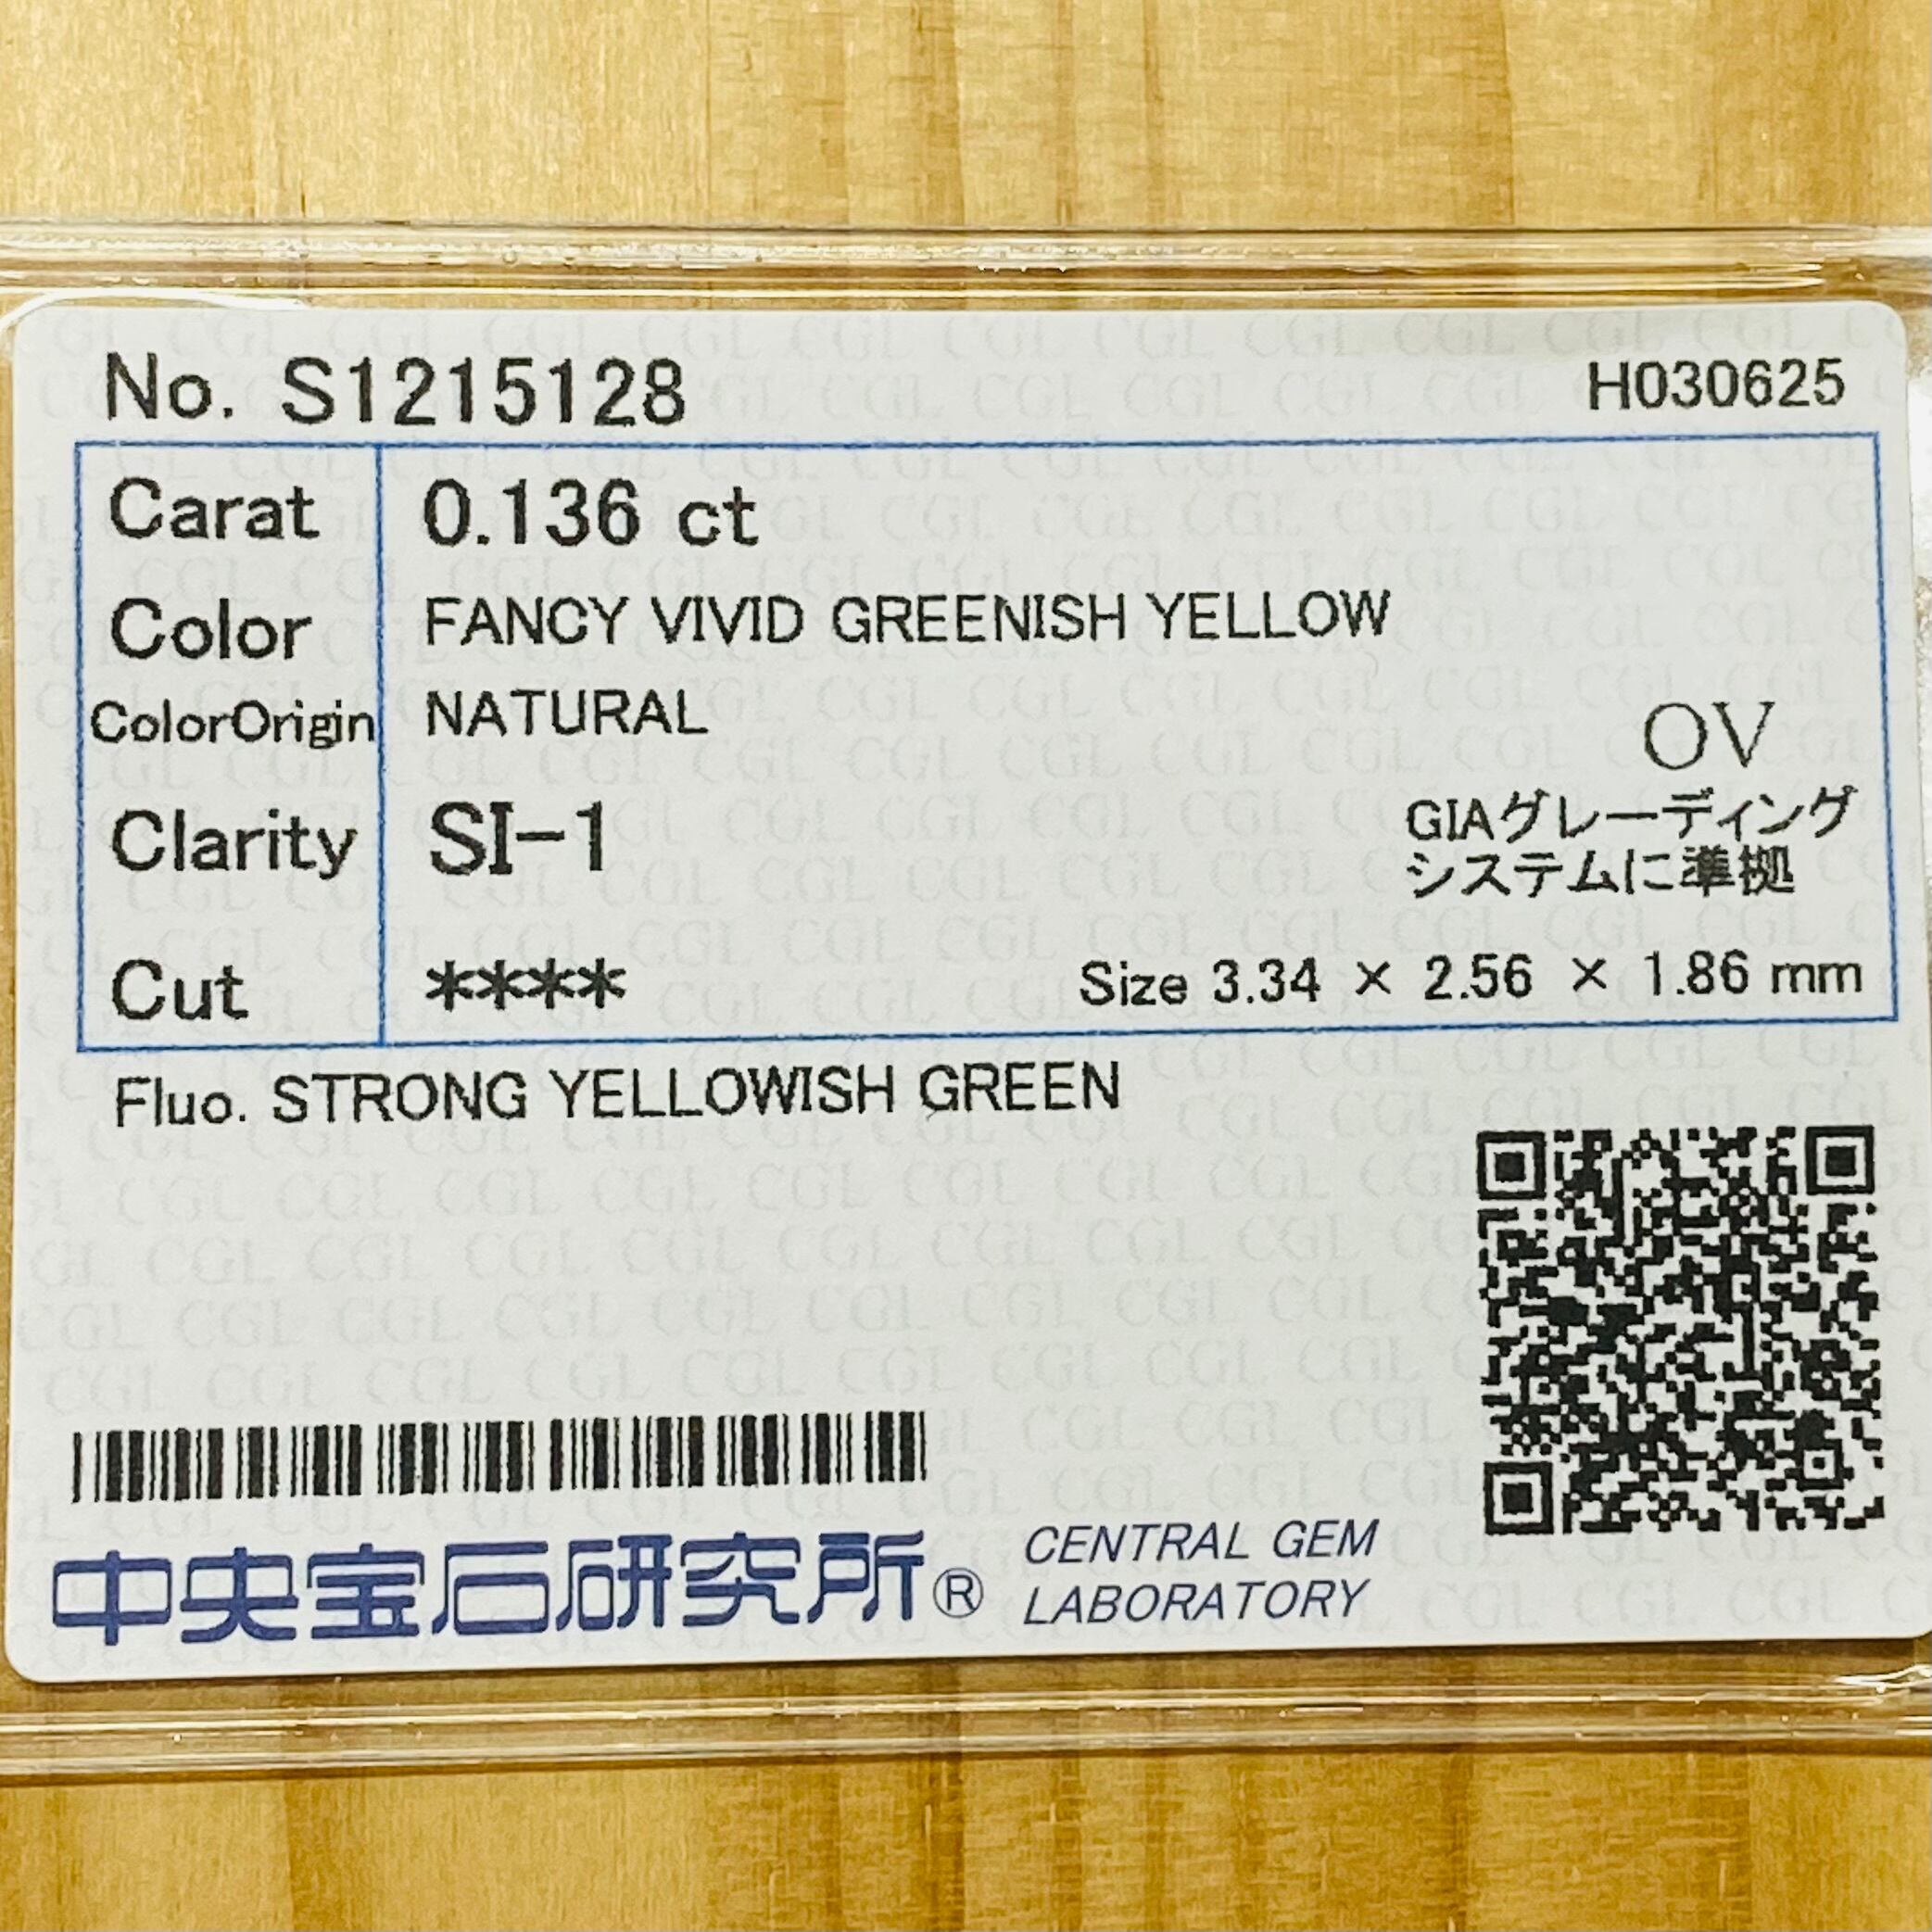 No. S1215128
H030625
Carat 0.136 ct
Color FANCY VIVID GREENISH YELLOW
ColorOrigin NATURAL
OV
Clarity SI-1
GIAグレーディング
システムに準拠
Cut ****
Size 3.34 × 2.56 × 1.86 mm
Fluo. STRONG YELLOWISH GREEN
中央宝石研究所®
CENTRAL GEM
LABORATORY